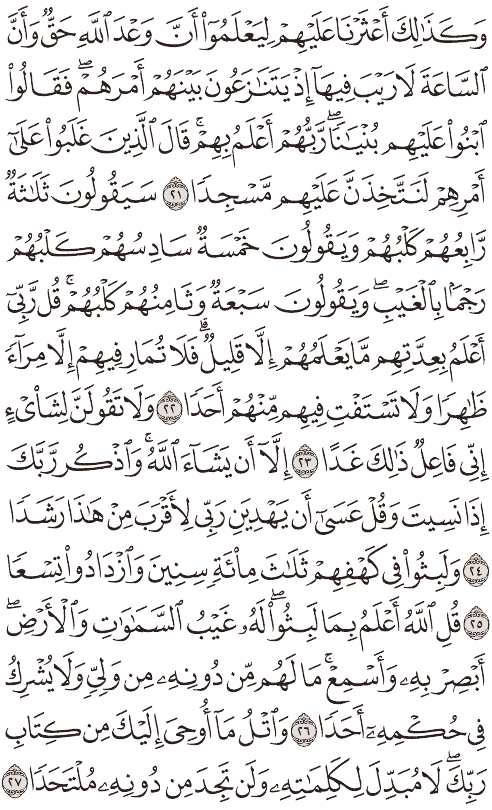 وَكَذَٰلِكَ أَعْثَرْنَا عَلَيْهِمْ لِيَعْلَمُوٓا۟ أَنَّ وَعْدَ ٱللَّهِ حَقٌّ وَأَنَّ
ٱلسَّاعَةَ لَا رَيْبَ فِيهَآ إِذْ يَتَنَٰزَعُونَ بَيْنَهُمْ أَمْرَهُمْ ۖ فَقَالُوا۟
ٱبْنُوا۟ عَلَيْهِم بُنْيَٰنًا ۖ رَّبُّهُمْ أَعْلَمُ بِهِمْ ۚ قَالَ ٱلَّذِينَ غَلَبُوا۟ عَلَىٰٓ
أَمْرِهِمْ لَنَتَّخِذَنَّ عَلَيْهِم مَّسْجِدًا ٢١ سَيَقُولُونَ ثَلَٰثَةٌ
رَّابِعُهُمْ كَلْبُهُمْ وَيَقُولُونَ خَمْسَةٌ سَادِسُهُمْ كَلْبُهُمْ
رَجْمًۢا بِٱلْغَيْبِ ۖ وَيَقُولُونَ سَبْعَةٌ وَثَامِنُهُمْ كَلْبُهُمْ ۚ قُل رَّبِّىٓ
أَعْلَمُ بِعِدَّتِهِم مَّا يَعْلَمُهُمْ إِلَّا قَلِيلٌ ۗ فَلَا تُمَارِ فِيهِمْ إِلَّا مِرَآءً
ظَٰهِرًا وَلَا تَسْتَفْتِ فِيهِم مِّنْهُمْ أَحَدًا ٢٢ وَلَا تَقُولَنَّ لِشَا۟ىْءٍ
إِنِّى فَاعِلٌ ذَٰلِكَ غَدًا ٢٣ إِلَّآ أَن يَشَآءَ ٱللَّهُ ۚ وَٱذْكُر رَّبَّكَ
إِذَا نَسِيتَ وَقُلْ عَسَىٰٓ أَن يَهْدِيَنِ رَبِّى لِأَقْرَبَ مِنْ هَٰذَا رَشَدًا
٢٤ وَلَبِثُوا۟ فِى كَهْفِهِمْ ثَلَٰثَ مِا۟ئَةٍ سِنِينَ وَٱزْدَادُوا۟ تِسْعًا
٢٥ قُلِ ٱللَّهُ أَعْلَمُ بِمَا لَبِثُوا۟ ۖ لَهُۥ غَيْبُ ٱلسَّمَٰوَٰتِ وَٱلْأَرْضِ ۖ
أَبْصِرْ بِهِۦ وَأَسْمِعْ ۚ مَا لَهُم مِّن دُونِهِۦ مِن وَلِىٍّ وَلَا يُشْرِكُ
فِى حُكْمِهِۦٓ أَحَدًا ٢٦ وَٱتْلُ مَآ أُوحِىَ إِلَيْكَ مِن كِتَابِ
رَبِّكَ ۖ لَا مُبَدِّلَ لِكَلِمَٰتِهِۦ وَلَن تَجِدَ مِن دُونِهِۦ مُلْتَحَدًا ٢٧